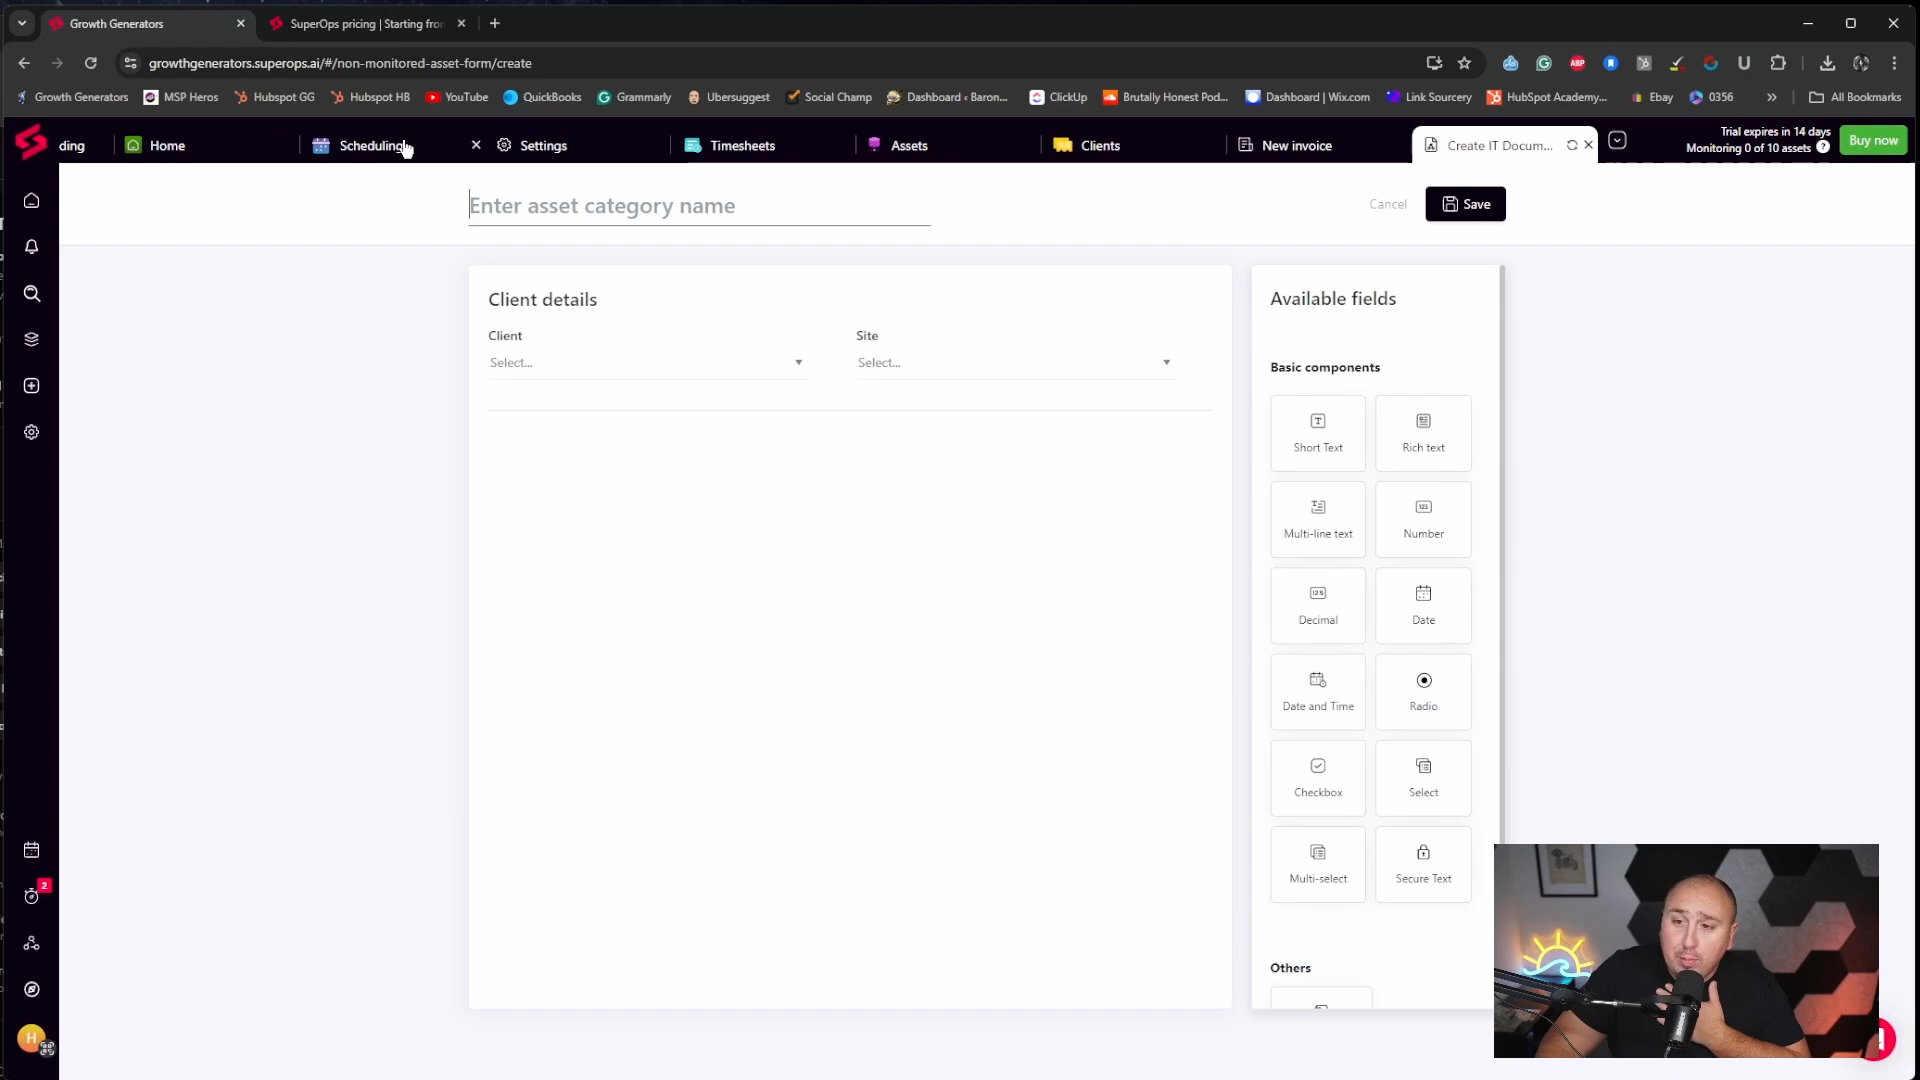 Growth Generators
SuperOps pricing | Starting fron
growthgenerators.superops.ai/#/non-monitored-asset-form/create
ABP
U
Growth Generators
MSP Heros
Hubspot GG
Hubspot HB
YouTube
QuickBooks
Grammarly
Ubersuggest
Social Champ
Dashboard ‹ Baron...
ClickUp
Brutally Honest Pod...
Dashboard | Wix.com
Link Sourcery
HubSpot Academy...
Ebay
0356
All Bookmarks
ding
Home
Scheduling
Settings
Timesheets
Assets
Clients
New invoice
Create IT Docum...
Trial expires in 14 days
Monitoring 0 of 10 assets
Buy now
Enter asset category name
Cancel
Save
Client details
Client
Site
Select...
Select...
Available fields
Basic components
Short Text
Rich text
Multi-line text
Number
Decimal
Date
Date and Time
Radio
Checkbox
Select
Multi-select
Secure Text
Others
2
H